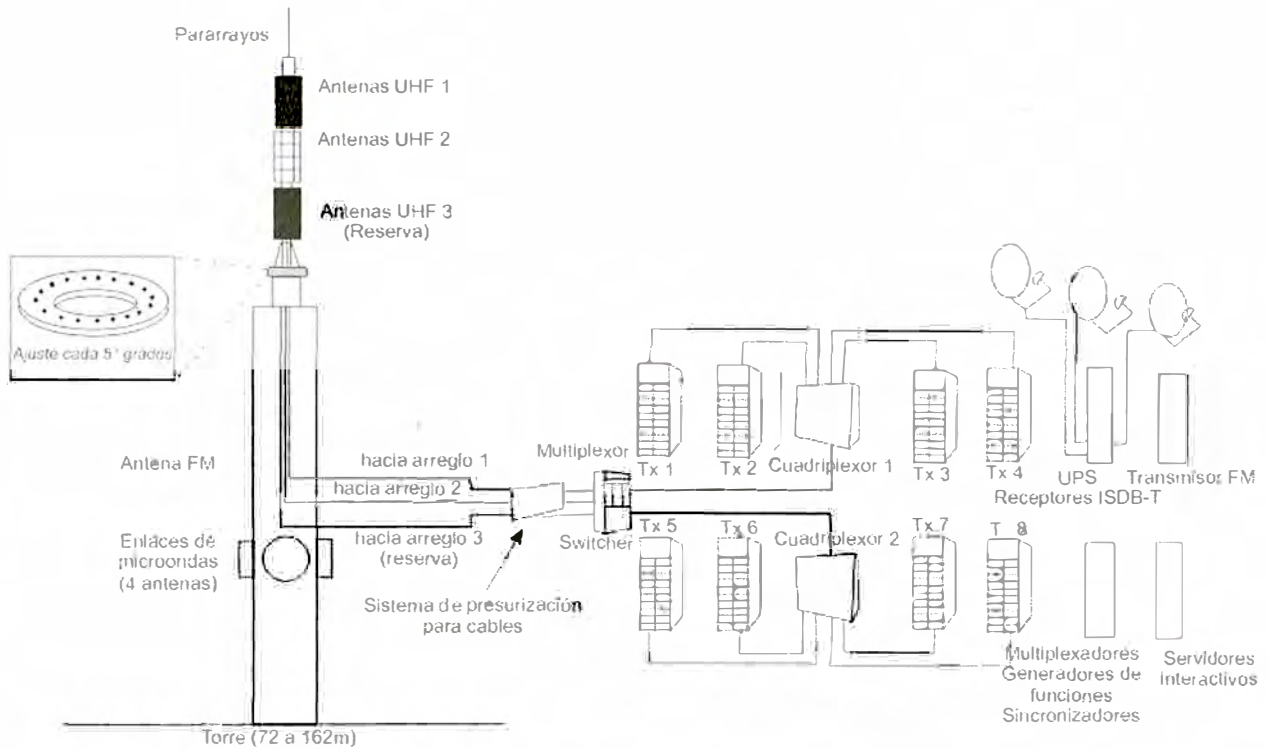 Pararrayos
Antenas UHF 1
Antenas UHF 2
Antenas UHF 3
(Reserva)
Ajuste cada 5° grados
Antena FM
Enlaces de
microondas
(4 antenas)
hacia arreglo 1
hacia arreglo 2
hacia arreglo 3
(reserva)
Sistema de presurización
para cables
Multiplexor
Switcher
Tx 1
Tx 2
Cuadriplexor 1
Tx 3
Tx 4
UPS
Receptores ISDB-T
Transmisor FM
Tx 5
Tx 6
Cuadriplexor 2
Tx 7
T 8
Multiplexadores
Generadores de
funciones
Sincronizadores
Servidores
interactivos
Torre (72 a 162m)